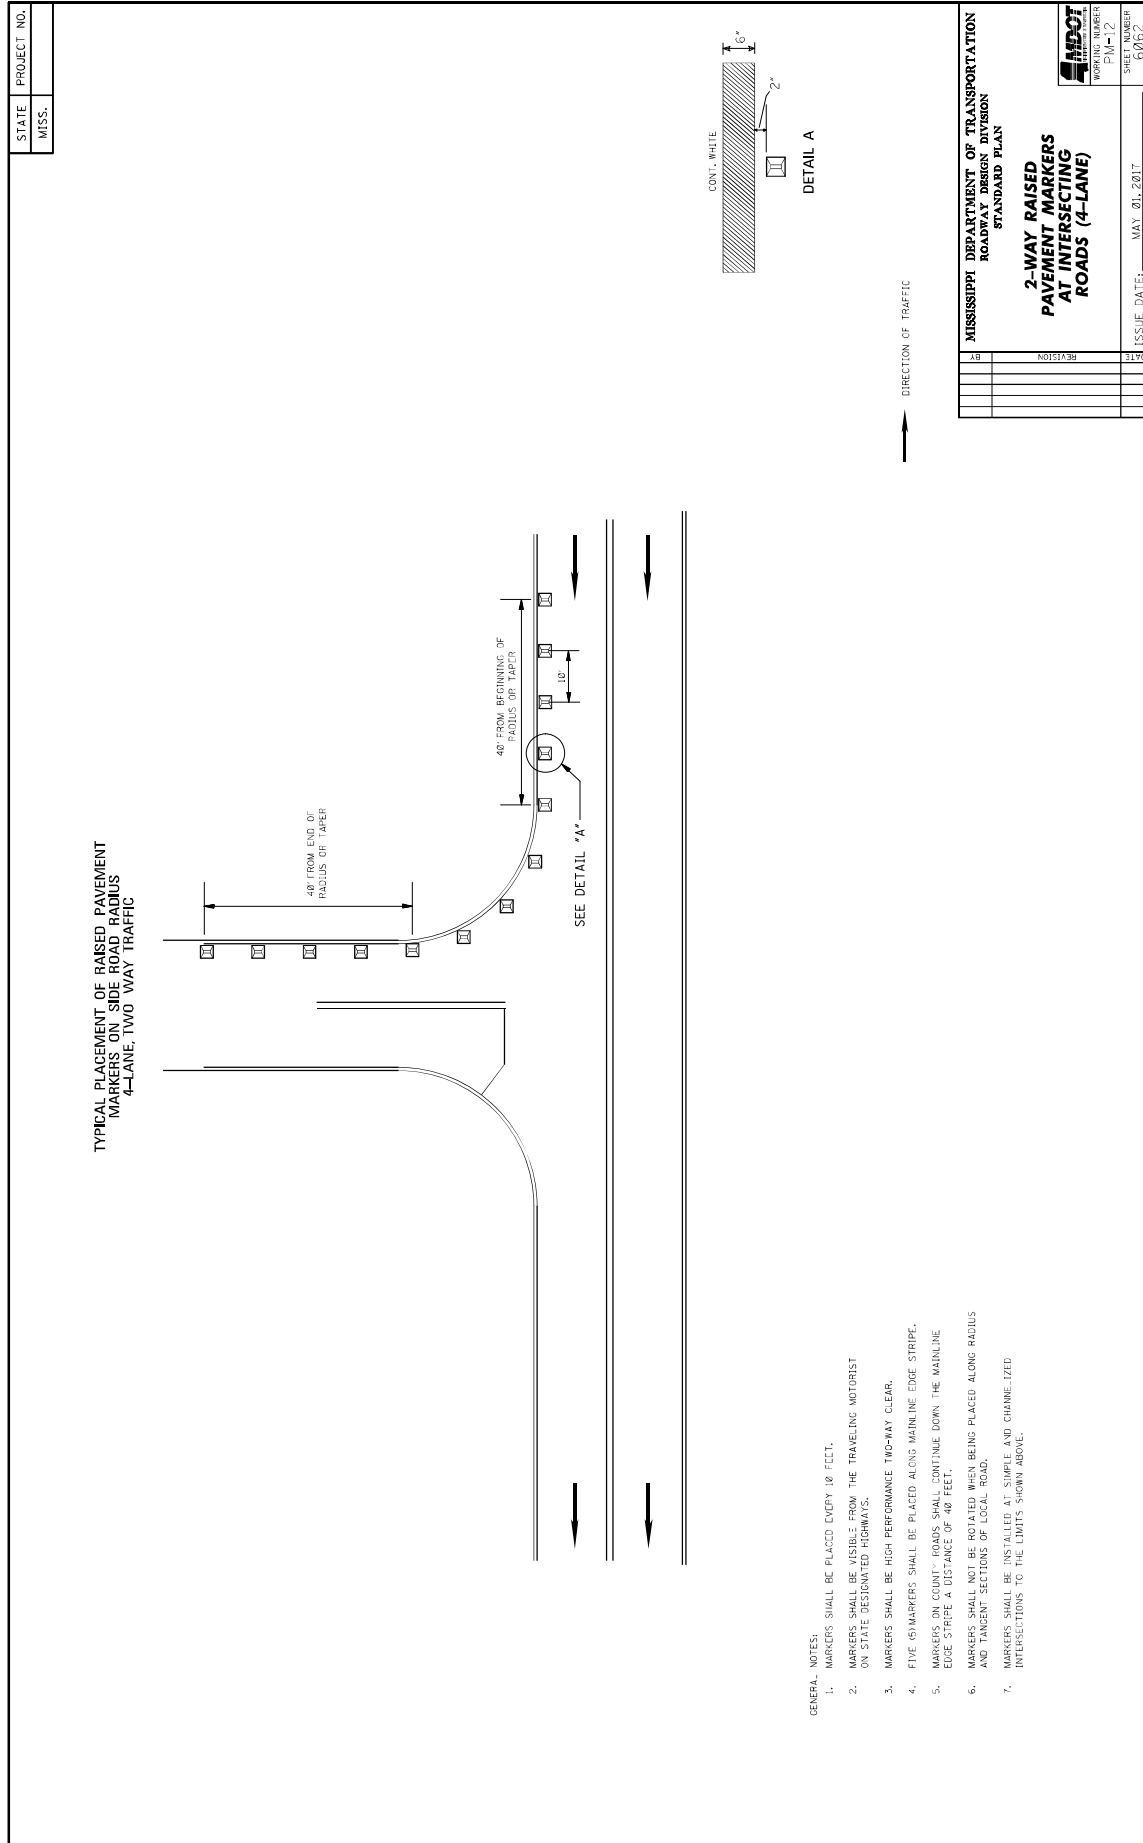 STATE PROJECT NO.
MISS.
TYPICAL PLACEMENT OF RAISED PAVEMENT
MARKERS ON SIDE ROAD RADIUS
4-LANE, TWO WAY TRAFFIC
40' FROM END OF
RADIUS OR TAPER
40' FROM BEGINNING OF
RADIUS OR TAPER
10'
SEE DETAIL "A"
CONT. WHITE
6"
2"
DETAIL A
DIRECTION OF TRAFFIC
GENERAL NOTES:
1. MARKERS SHALL BE PLACED EVERY 10 FEET.
2. MARKERS SHALL BE VISIBLE FROM THE TRAVELING MOTORIST
ON STATE DESIGNATED HIGHWAYS.
3. MARKERS SHALL BE HIGH PERFORMANCE TWO-WAY CLEAR.
4. FIVE (5) MARKERS SHALL BE PLACED ALONG MAINLINE EDGE STRIPE.
5. MARKERS ON COUNTY ROADS SHALL CONTINUE DOWN THE MAINLINE
EDGE STRIPE A DISTANCE OF 40 FEET.
6. MARKERS SHALL NOT BE ROTATED WHEN BEING PLACED ALONG RADIUS
AND TANGENT SECTIONS OF LOCAL ROAD.
7. MARKERS SHALL BE INSTALLED AT SIMPLE AND CHANNELIZED
INTERSECTIONS TO THE LIMITS SHOWN ABOVE.
BY
REVISION
DATE
MISSISSIPPI DEPARTMENT OF TRANSPORTATION
ROADWAY DESIGN DIVISION
STANDARD PLAN
2-WAY RAISED
PAVEMENT MARKERS
AT INTERSECTING
ROADS (4-LANE)
MDOT
WORKING NUMBER
PM-12
SHEET NUMBER
6062
ISSUE DATE: MAY 01, 2017